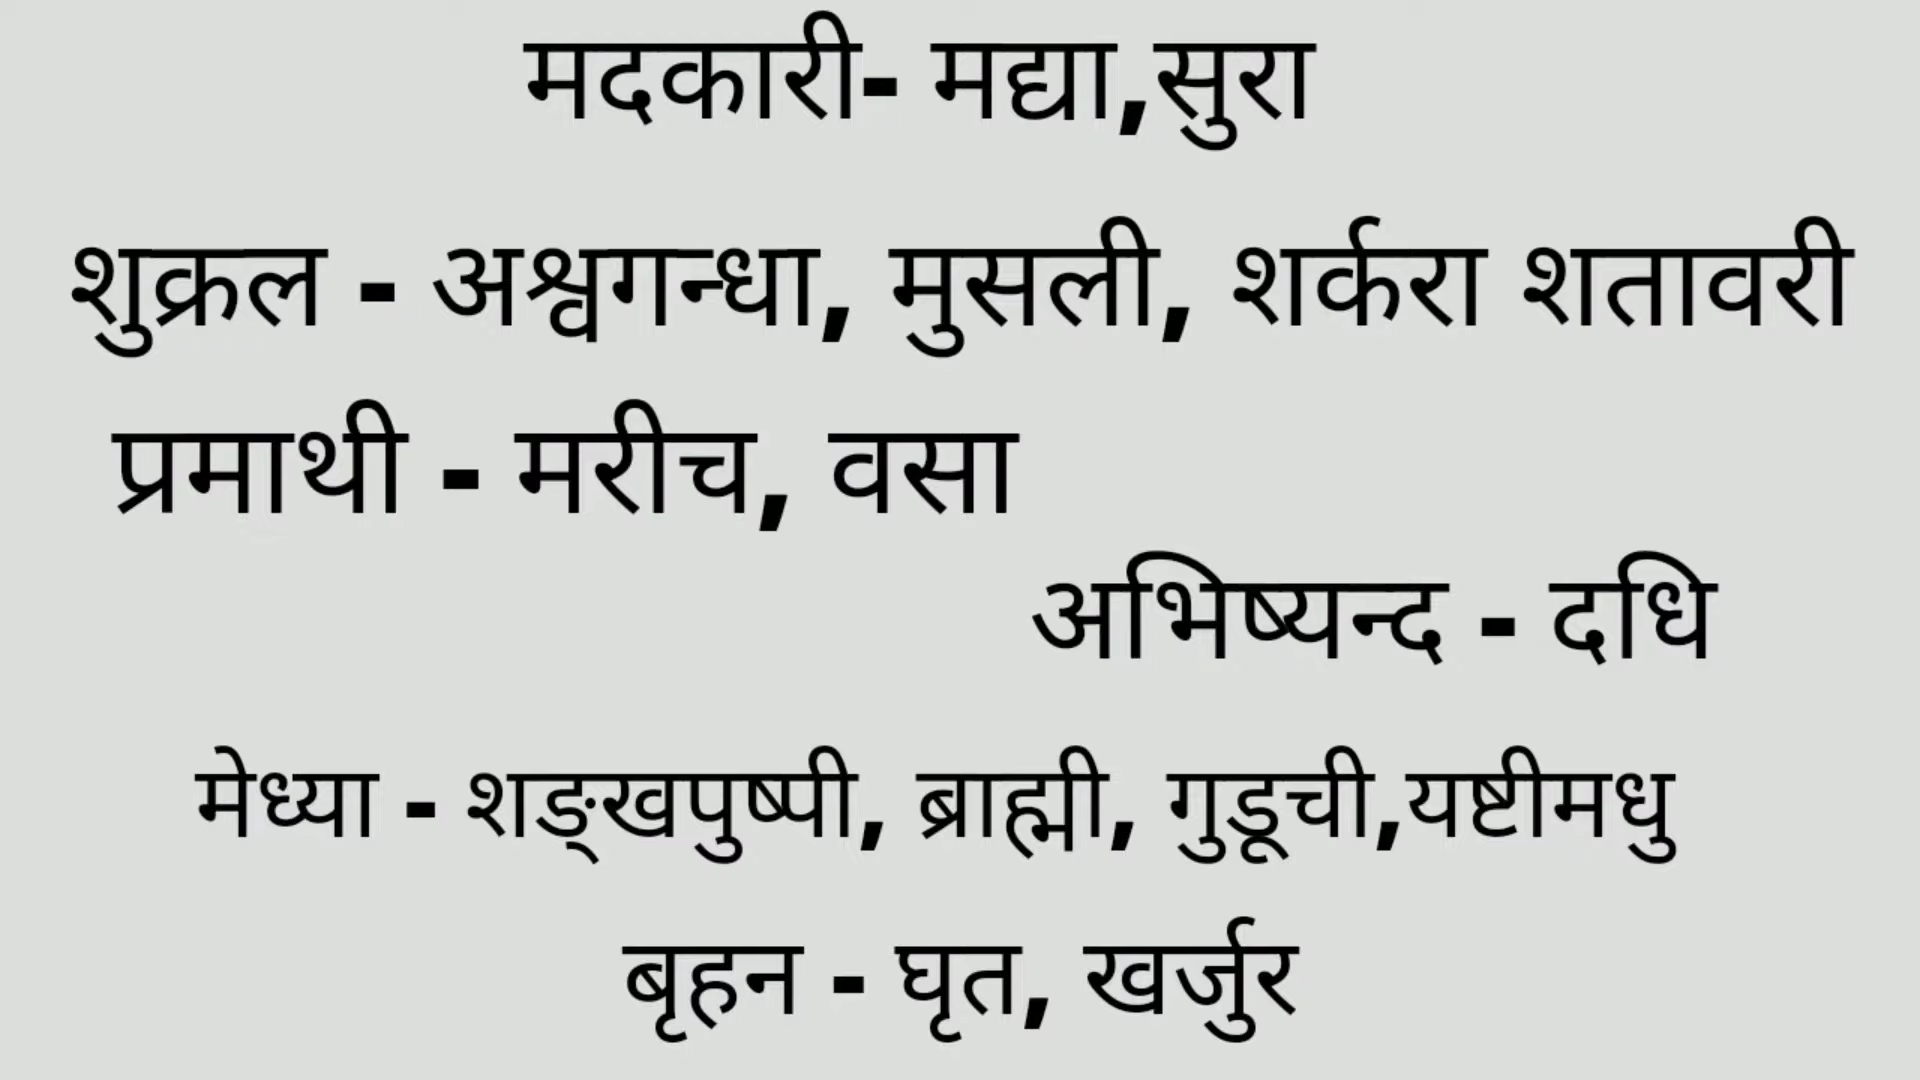 मदकारी- मद्या,सुरा
शुक्रल - अश्वगन्धा, मुसली, शर्करा शतावरी
प्रमाथी - मरीच, वसा
अभिष्यन्द - दधि
मेध्या - शङ्खपुष्पी, ब्राह्मी, गुडूची,यष्टीमधु
बृहन - घृत, खर्जुर